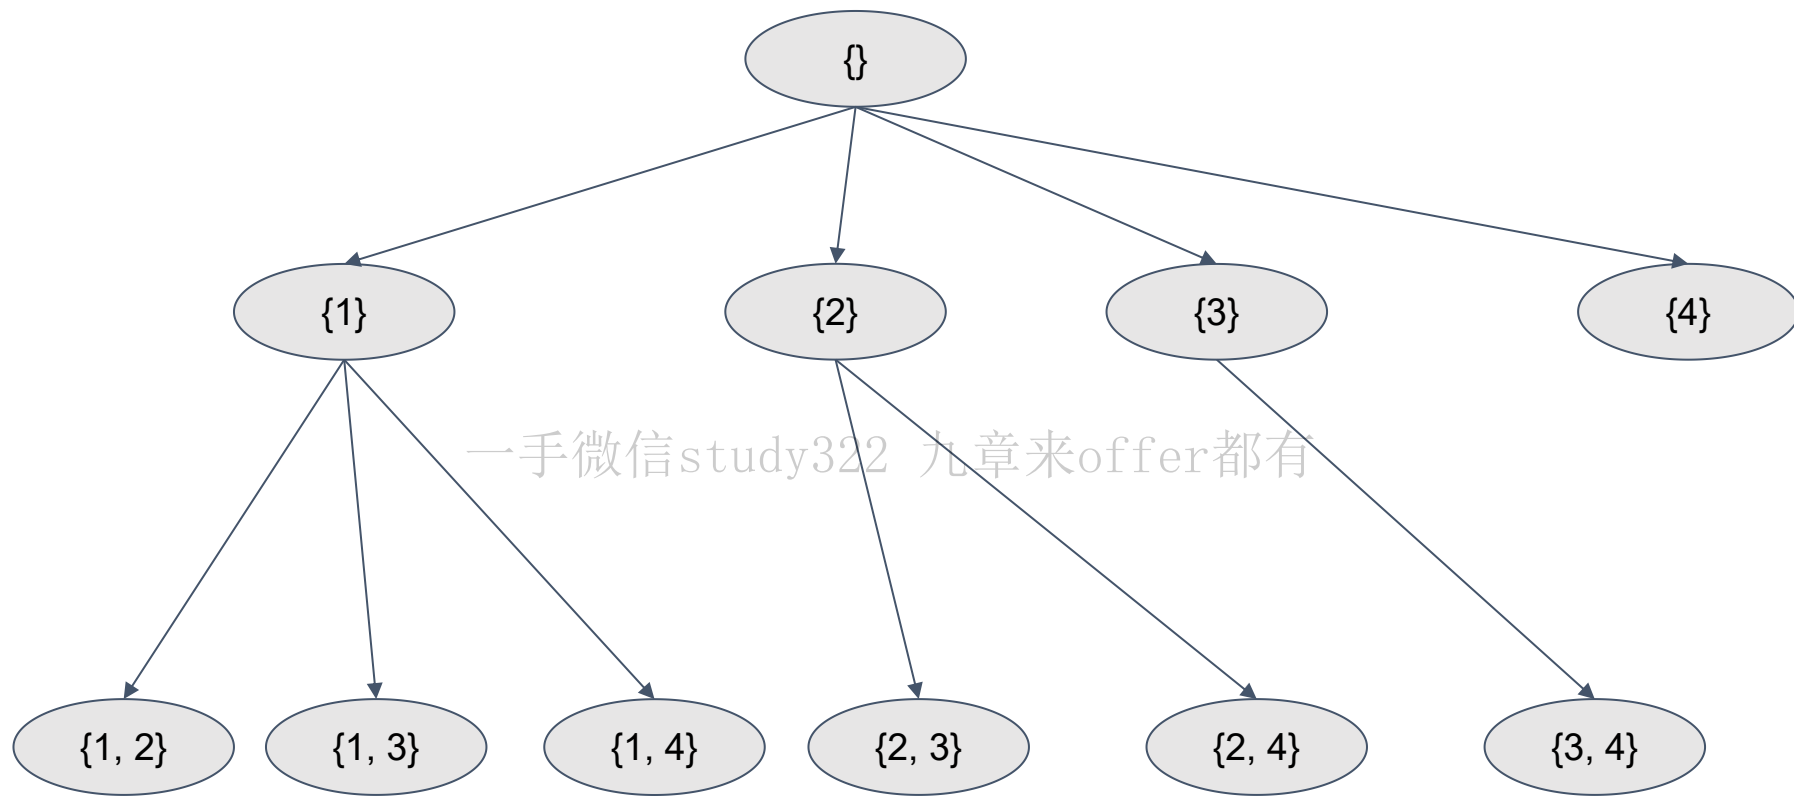 {}
{1} {2} {3} {4}
一手微信study322 九章来offer都有
{1, 2} {1, 3} {1, 4} {2, 3} {2, 4} {3, 4}